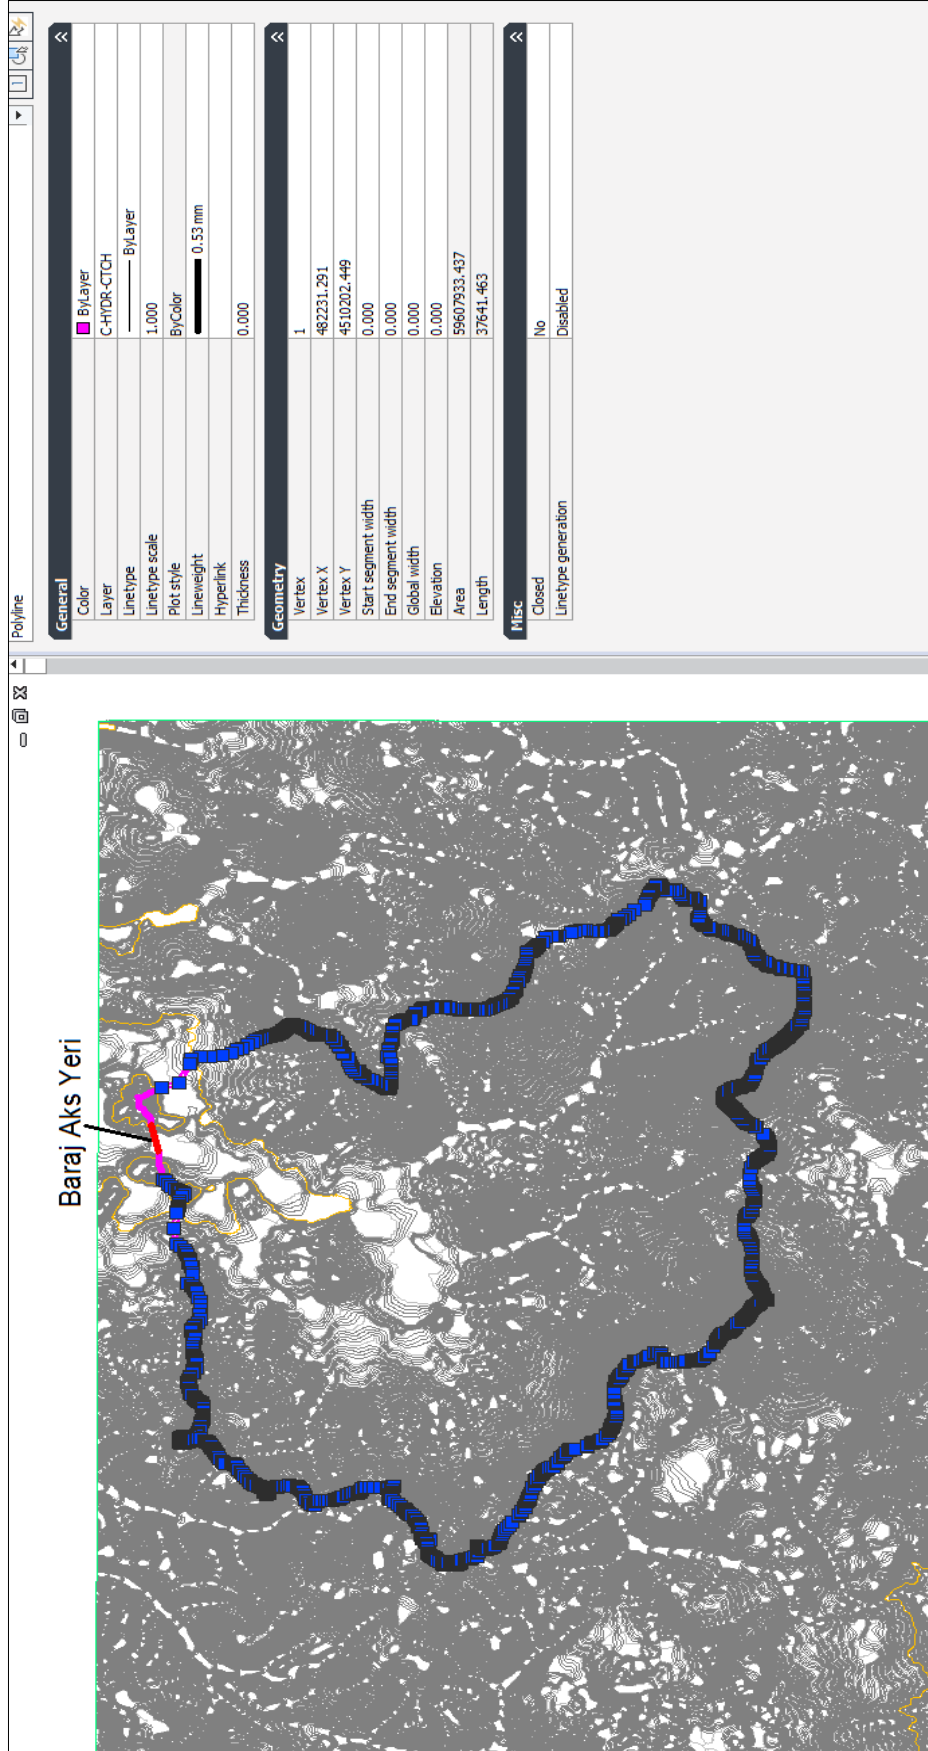 Baraj Aks Yeri
Polyline
General
Color ByLayer
Layer C-HYDR-CTCH
Linetype ByLayer
Linetype scale 1.000
Plot style ByColor
Lineweight 0.53 mm
Hyperlink
Thickness 0.000
Geometry
Vertex 1
Vertex X 482231.291
Vertex Y 4510202.449
Start segment width 0.000
End segment width 0.000
Global width 0.000
Elevation 0.000
Area 59607933.437
Length 37641.463
Misc
Closed No
Linetype generation Disabled